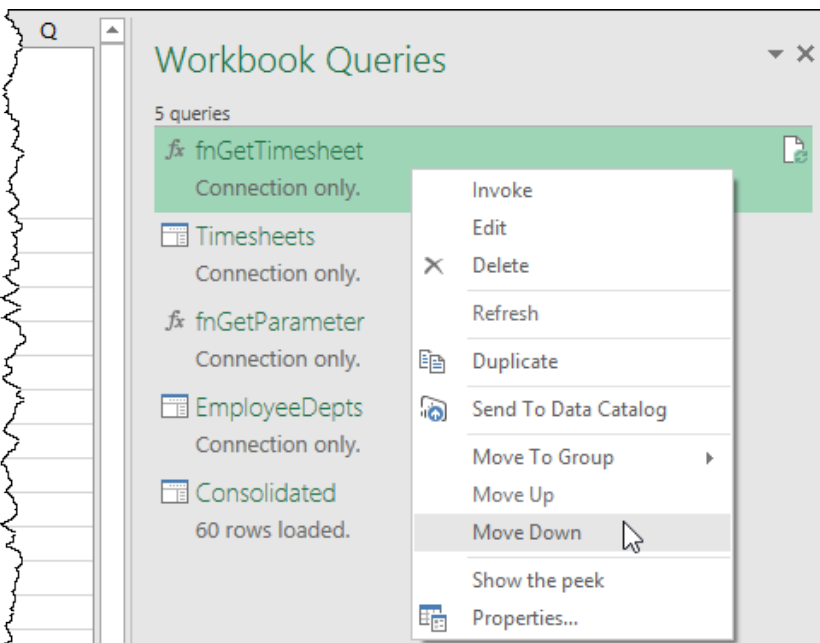 Q
Workbook Queries
5 queries
fx fnGetTimesheet
Connection only.
Timesheets
Connection only.
fx fnGetParameter
Connection only.
EmployeeDepts
Connection only.
Consolidated
60 rows loaded.
Invoke
Edit
Delete
Refresh
Duplicate
Send To Data Catalog
Move To Group
Move Up
Move Down
Show the peek
Properties...